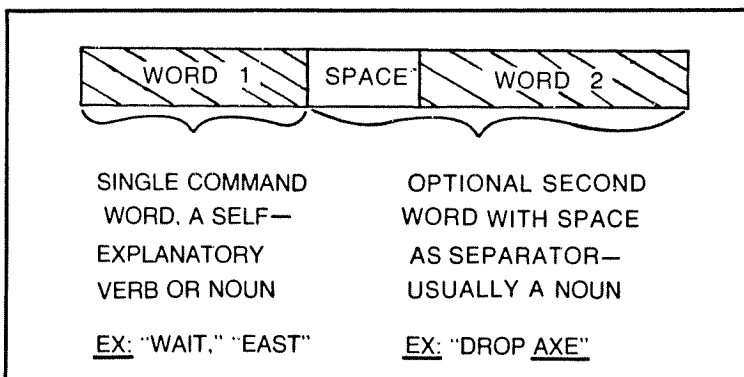 WORD 1 SPACE WORD 2
SINGLE COMMAND
WORD. A SELF—
EXPLANATORY
VERB OR NOUN
EX: "WAIT," "EAST"
OPTIONAL SECOND
WORD WITH SPACE
AS SEPARATOR—
USUALLY A NOUN
EX: "DROP AXE"